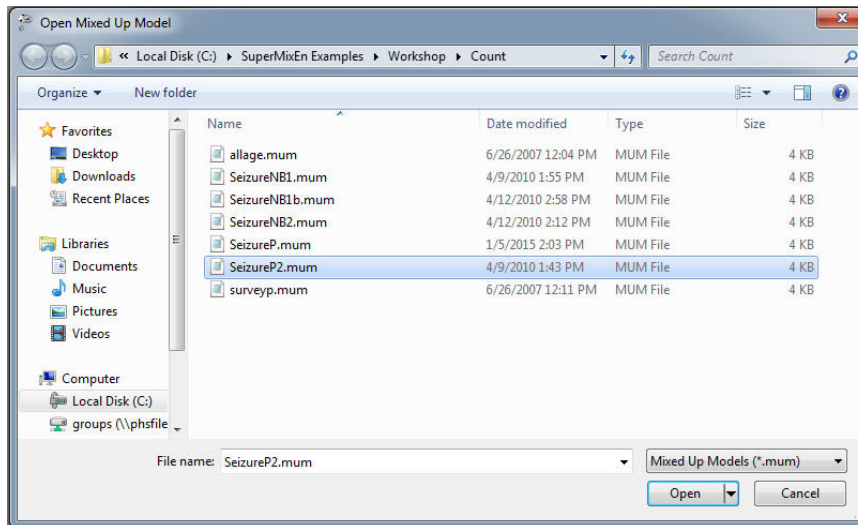 Open Mixed Up Model
« Local Disk (C:) ▸ SuperMixEn Examples ▸ Workshop ▸ Count
Search Count
Organize New folder
Name Date modified Type Size
Favorites
Desktop
Downloads
Recent Places
Libraries
Documents
Music
Pictures
Videos
Computer
Local Disk (C:)
groups (\\phsfile
allage.mum 6/26/2007 12:04 PM MUM File 4 KB
SeizureNB1.mum 4/9/2010 1:55 PM MUM File 4 KB
SeizureNB1b.mum 4/12/2010 2:58 PM MUM File 4 KB
SeizureNB2.mum 4/12/2010 2:12 PM MUM File 4 KB
SeizureP.mum 1/5/2015 2:03 PM MUM File 4 KB
SeizureP2.mum 4/9/2010 1:43 PM MUM File 4 KB
surveyp.mum 6/26/2007 12:11 PM MUM File 4 KB
File name: SeizureP2.mum Mixed Up Models (*.mum)
Open Cancel